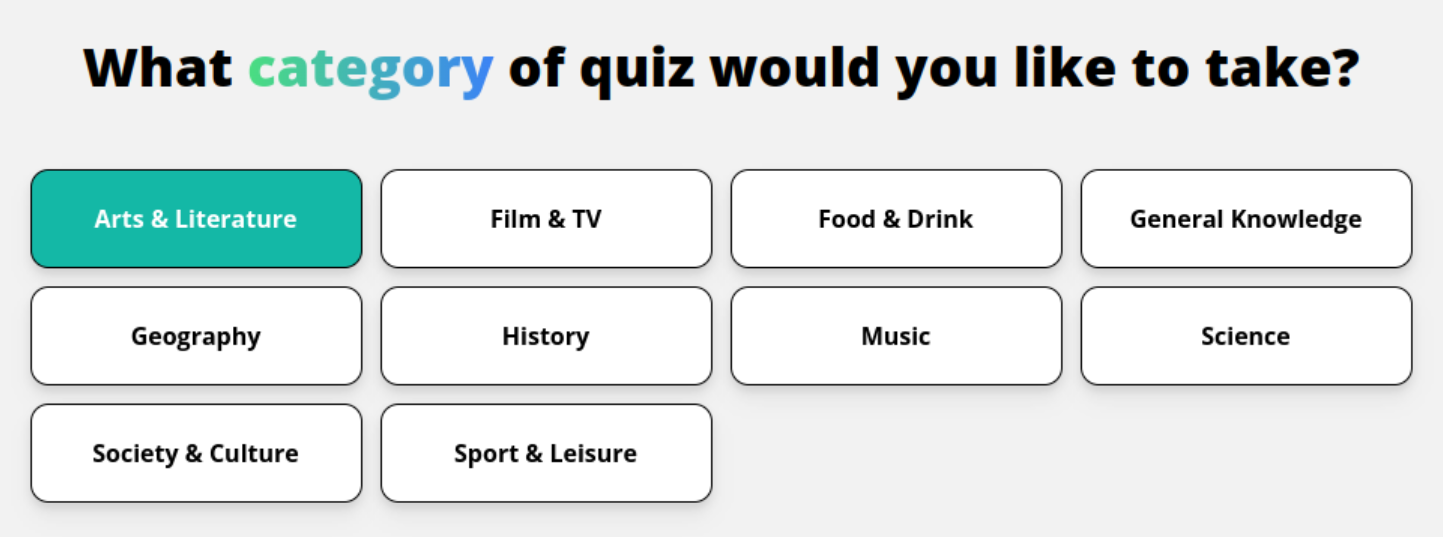 What category of quiz would you like to take?
Arts & Literature
Film & TV
Food & Drink
General Knowledge
Geography
History
Music
Science
Society & Culture
Sport & Leisure